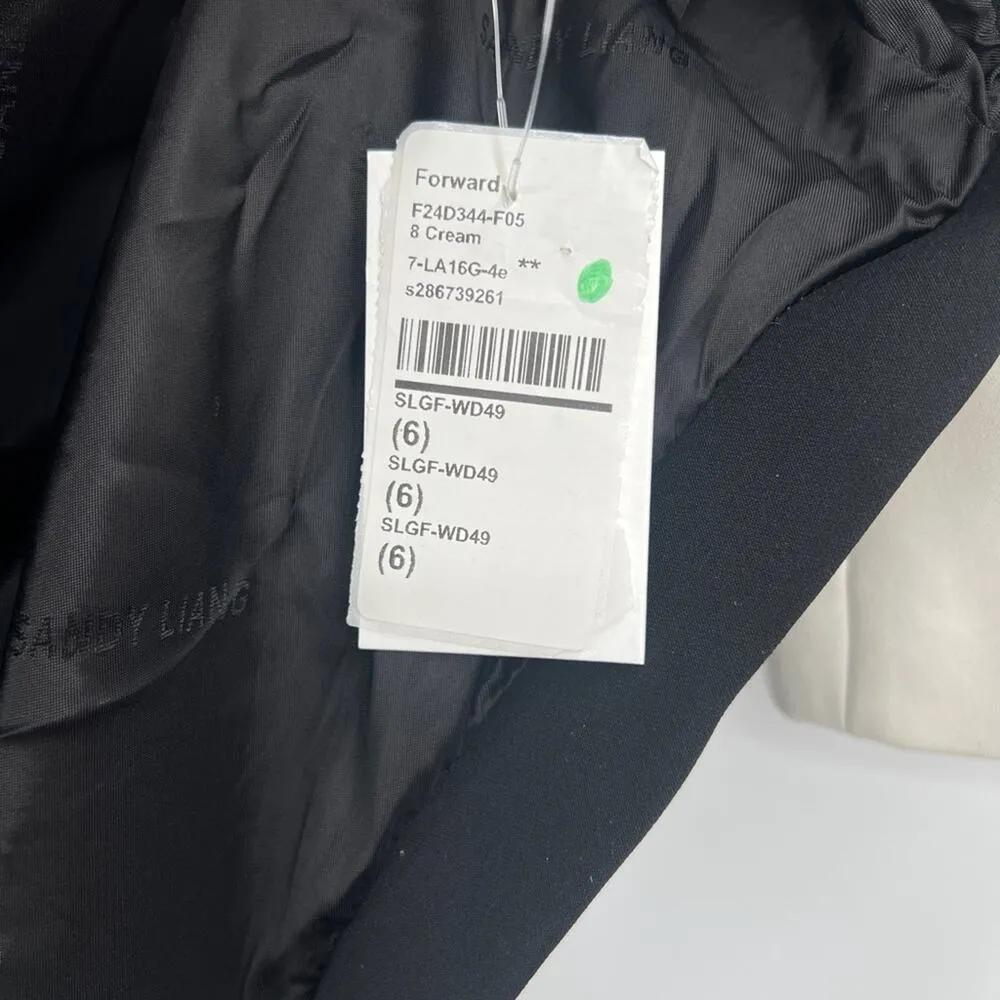 SANDY LIANG
Forward
F24D344-F05
8 Cream
7-LA16G-4e **
s286739261
SLGF-WD49
(6)
SLGF-WD49
(6)
SLGF-WD49
(6)
SANDY LIANG